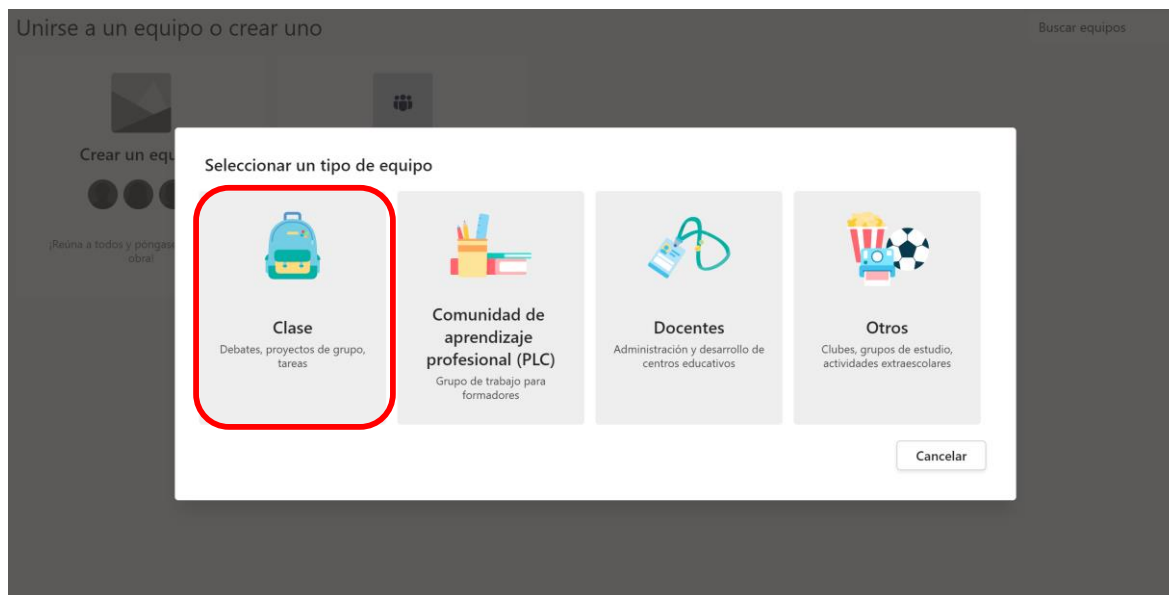 Unirse a un equipo o crear uno
Buscar equipos
Crear un equ
¡Reúna a todos y póngase
obra!
Seleccionar un tipo de equipo
Clase
Debates, proyectos de grupo,
tareas
Comunidad de
aprendizaje
profesional (PLC)
Grupo de trabajo para
formadores
Docentes
Administración y desarrollo de
centros educativos
Otros
Clubes, grupos de estudio,
actividades extraescolares
Cancelar